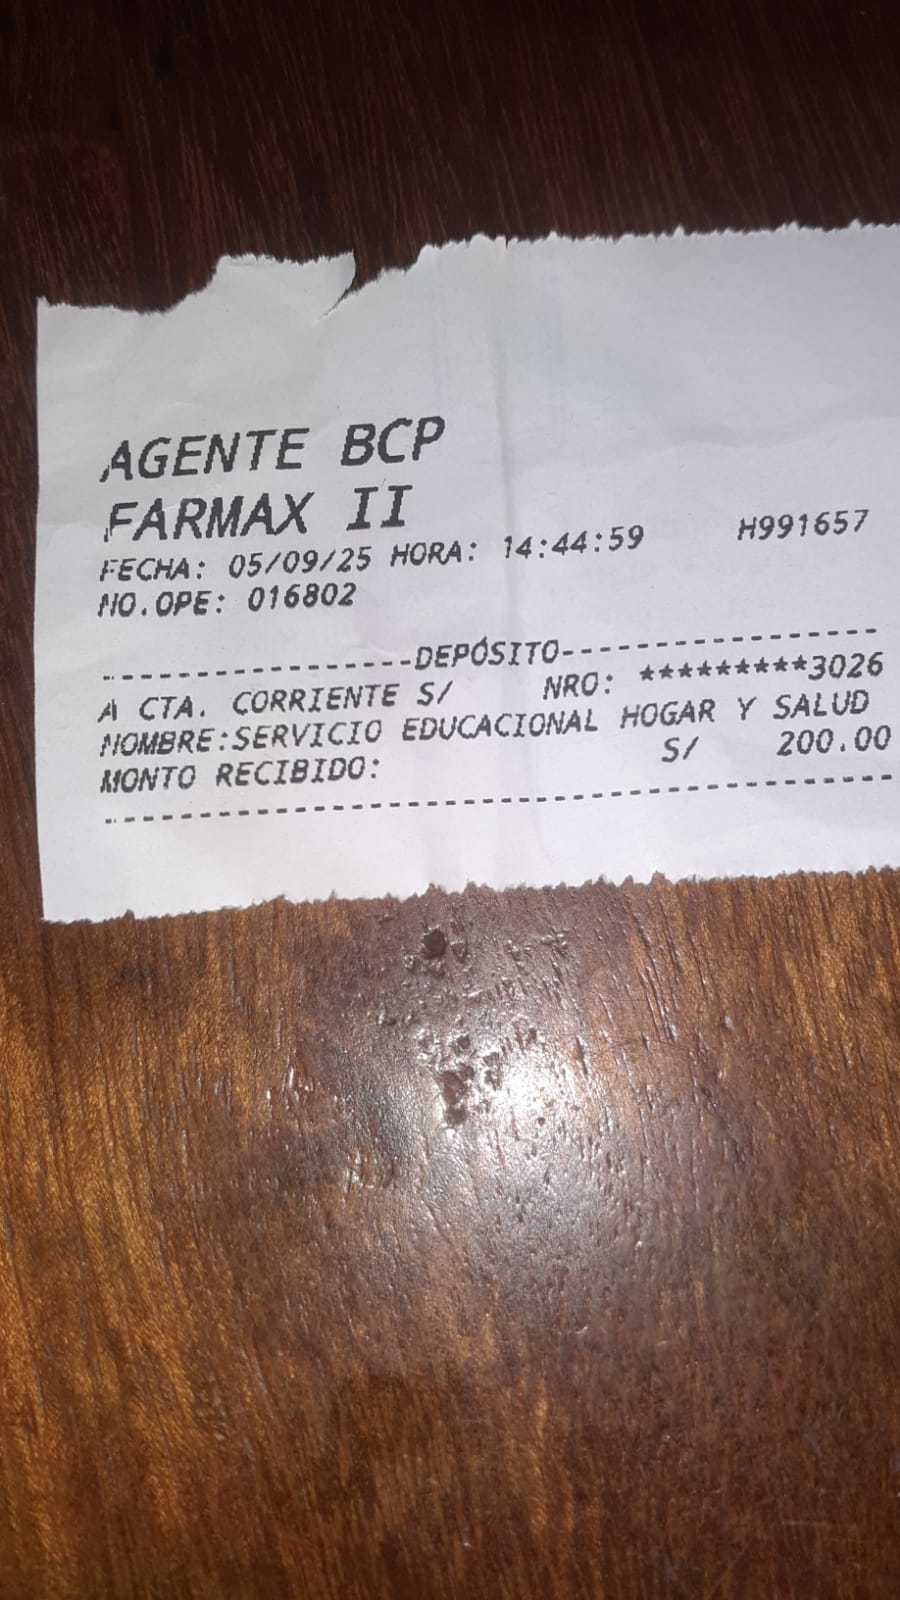 AGENTE BCP
FARMAX II
FECHA: 05/09/25 HORA: 14:44:59 H991657
NO.OPE: 016802
------------------DEPÓSITO------------------
A CTA. CORRIENTE S/ NRO: *********3026
NOMBRE:SERVICIO EDUCACIONAL HOGAR Y SALUD
MONTO RECIBIDO: S/ 200.00
--------------------------------------------